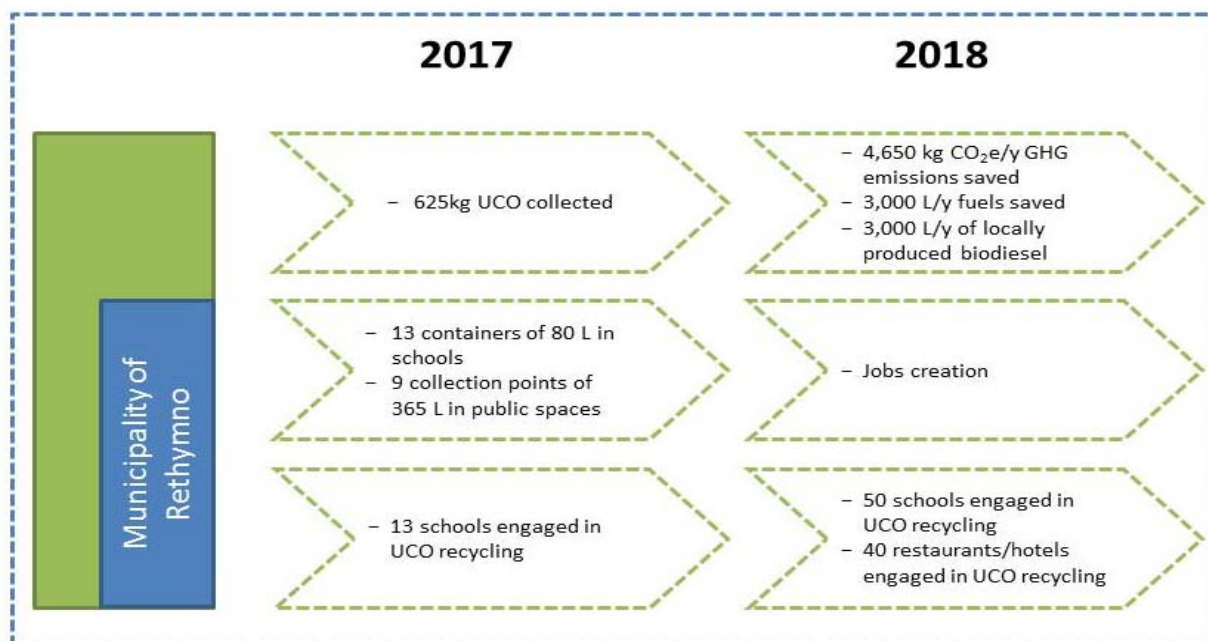 2017
2018
− 625kg UCO collected
− 4,650 kg CO₂e/y GHG
emissions saved
− 3,000 L/y fuels saved
− 3,000 L/y of locally
produced biodiesel
Municipality of
Rethymno
− 13 containers of 80 L in
schools
− 9 collection points of
365 L in public spaces
− Jobs creation
− 13 schools engaged in
UCO recycling
− 50 schools engaged in
UCO recycling
− 40 restaurants/hotels
engaged in UCO recycling